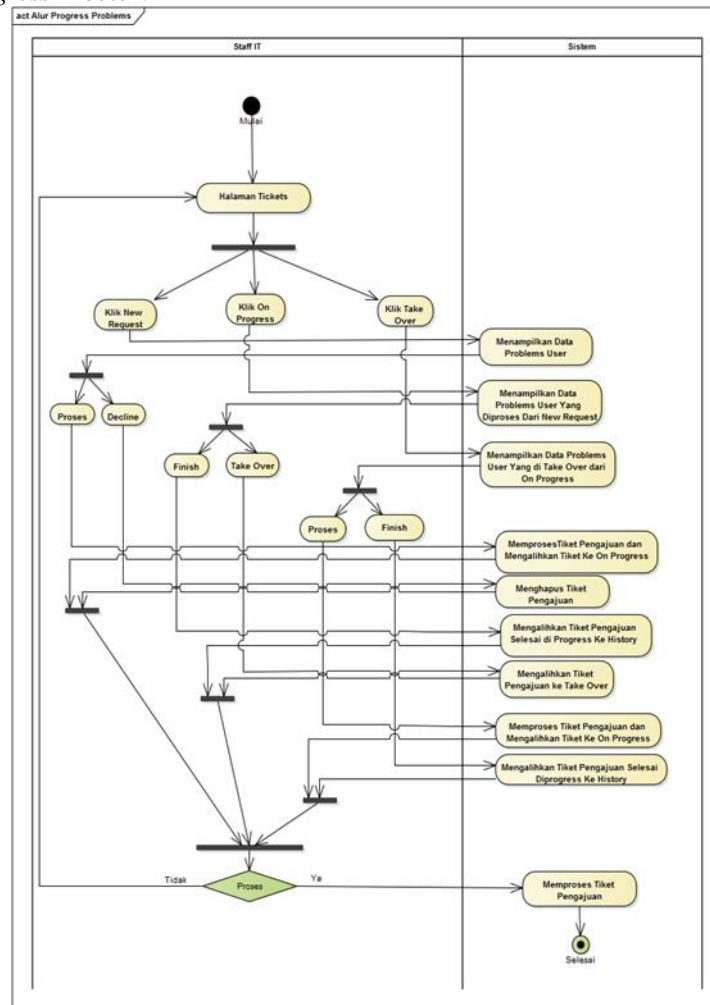 act Alur Progress Problems
Staff IT
Sistem
Mulai
Halaman Tickets
Klik New
Request
Klik On
Progress
Klik Take
Over
Menampilkan Data
Problems User
Proses
Decline
Menampilkan Data
Problems User Yang
Diproses Dari New Request
Finish
Take Over
Menampilkan Data Problems
User Yang di Take Over dari
On Progress
Proses
Finish
MemprosesTiket Pengajuan dan
Mengalihkan Tiket Ke On Progress
Menghapus Tiket
Pengajuan
Mengalihkan Tiket Pengajuan
Selesai di Progress Ke History
Mengalihkan Tiket
Pengajuan ke Take Over
Memproses Tiket Pengajuan dan
Mengalihkan Tiket Ke On Progress
Mengalihkan Tiket Pengajuan Selesai
Diprogress Ke History
Tidak
Proses
Ya
Memproses Tiket
Pengajuan
Selesai